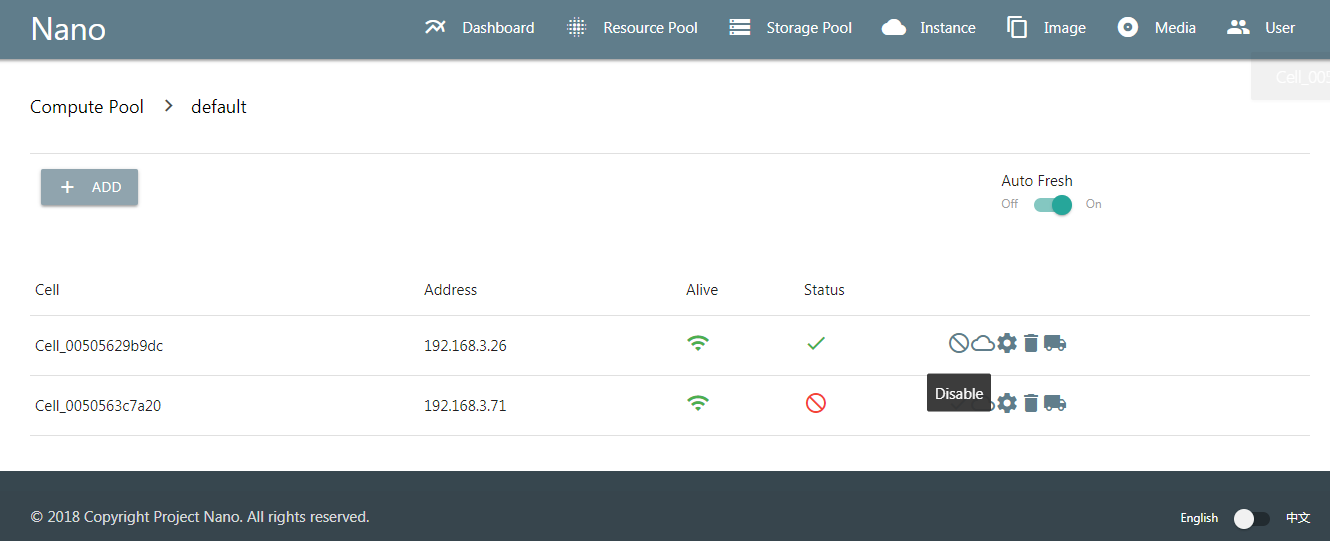 Nano
Dashboard
Resource Pool
Storage Pool
Instance
Image
Media
User
Cell_005
Compute Pool > default
+ ADD
Auto Fresh
Off On
Cell Address Alive Status
Cell_00505629b9dc 192.168.3.26
Disable
Cell_0050563c7a20 192.168.3.71
© 2018 Copyright Project Nano. All rights reserved.
English 中文